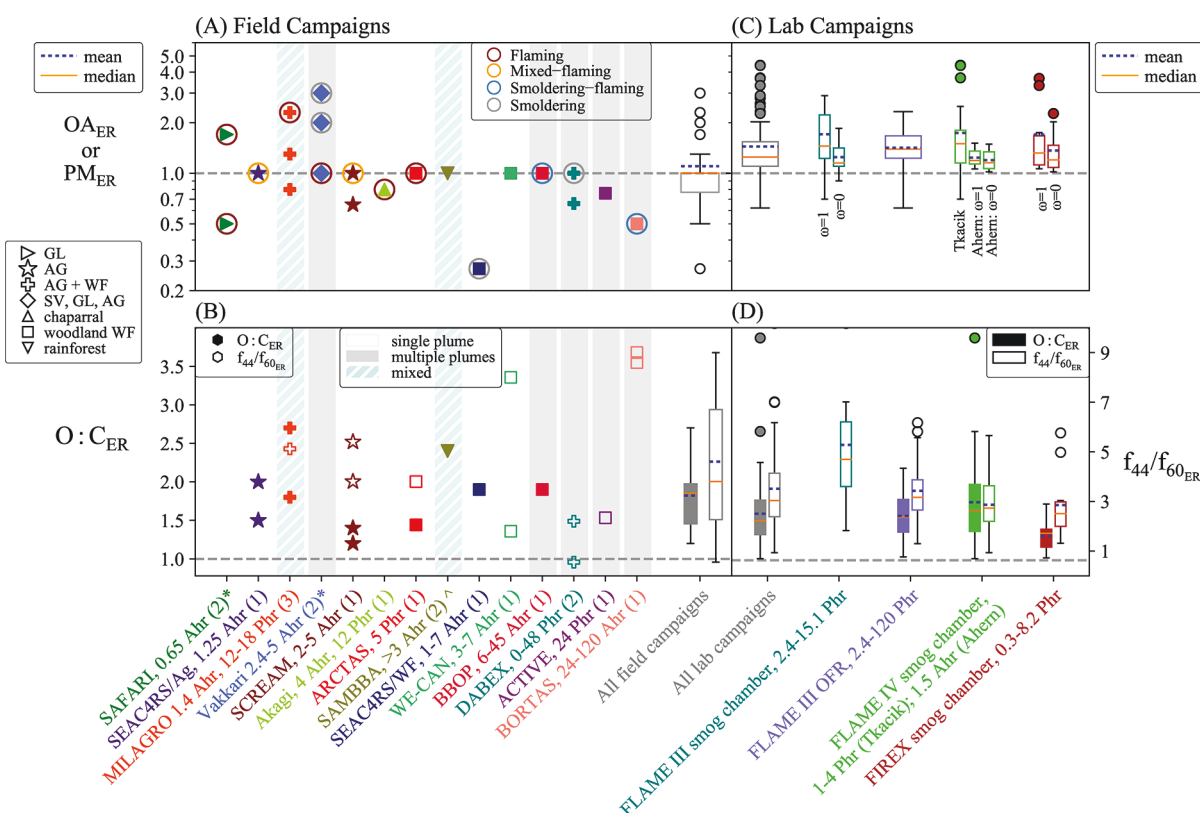 (A) Field Campaigns
(C) Lab Campaigns
mean
median
5.0
4.0
3.0
2.0
1.0
0.7
0.5
0.3
0.2
OA_ER
or
PM_ER
Flaming
Mixed-flaming
Smoldering-flaming
Smoldering
mean
median
ω=1
ω=0
Tkacik
Ahern: ω=1
Ahern: ω=0
ω=1
ω=0
GL
AG
AG + WF
SV, GL, AG
chaparral
woodland WF
rainforest
(B)
(D)
O : C_ER
f44/f60_ER
single plume
multiple plumes
mixed
O : C_ER
f44/f60_ER
3.5
3.0
2.5
2.0
1.5
1.0
O : C_ER
9
7
5
3
1
f44/f60_ER
SAFARI, 0.65 Ahr (2)*
SEAC4RS/Ag, 1.25 Ahr (1)
MILAGRO 1.4 Ahr, 12-18 Phr (3)
Vakkari 2.4-5 Ahr (2)*
SCREAM, 2-5 Ahr (1)
Akagi, 4 Ahr, 12 Phr (1)
ARCTAS, 5 Phr (1)
SAMBBA, >3 Ahr (2)^
SEAC4RS/WF, 1-7 Ahr (1)
WE-CAN, 3-7 Ahr (1)
BBOP, 6-45 Ahr (1)
DABEX, 0-48 Phr (2)
ACTIVE, 24 Phr (1)
BORTAS, 24-120 Ahr (1)
All field campaigns
All lab campaigns
FLAME III smog chamber, 2.4-15.1 Phr
FLAME III OFR, 2.4-120 Phr
FLAME IV smog chamber,
1-4 Phr (Tkacik), 1.5 Ahr (Ahern)
FIREX smog chamber, 0.3-8.2 Phr